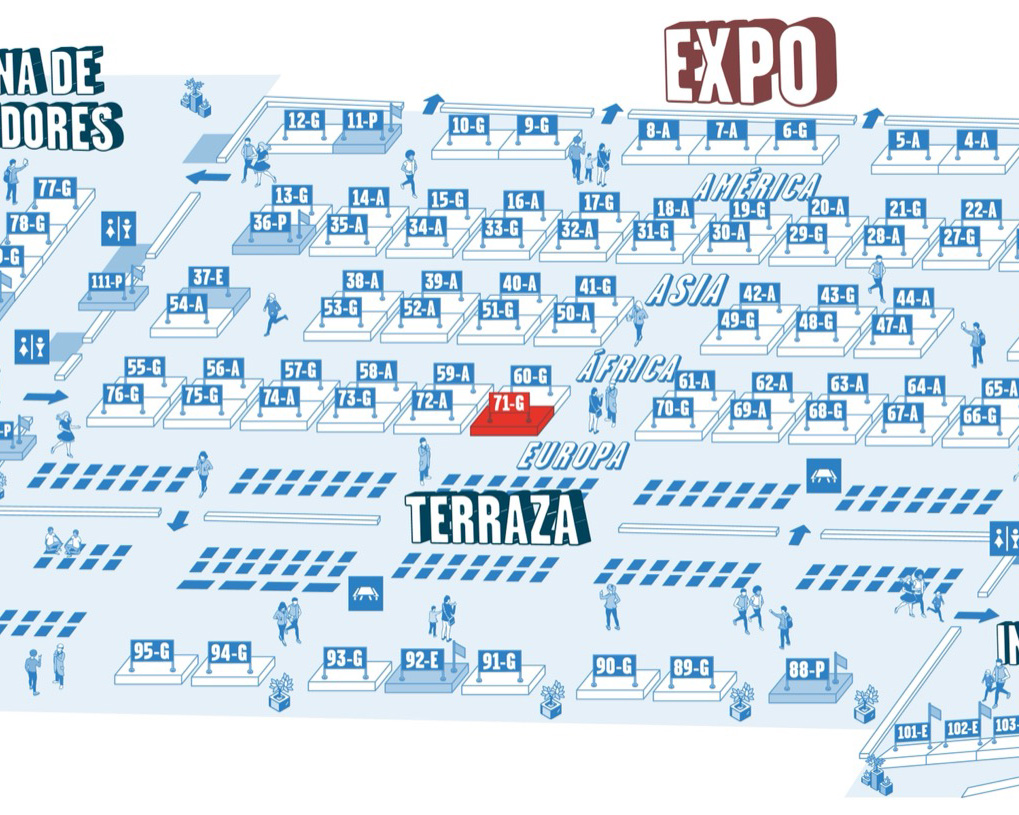 EXPO
NA DE
DORES
12-G 11-P 10-G 9-G 8-A 7-A 6-G 5-A 4-A
AMÉRICA
77-G 13-G 14-A 15-G 16-A 17-G 18-A 19-G 20-A 21-G 22-A
78-G 36-P 35-A 34-A 33-G 32-A 31-G 30-A 29-G 28-A 27-G
-G
ASIA
111-P 37-E 38-A 39-A 40-A 41-G 42-A 43-G 44-A
54-A 53-G 52-A 51-G 50-A 49-G 48-G 47-A
ÁFRICA
55-G 56-A 57-G 58-A 59-A 60-G 61-A 62-A 63-A 64-A 65-A
76-G 75-G 74-A 73-G 72-A 71-G 70-G 69-A 68-G 67-A 66-G
-P
EUROPA
TERRAZA
95-G 94-G 93-G 92-E 91-G 90-G 89-G 88-P
IN
101-E 102-E 103-